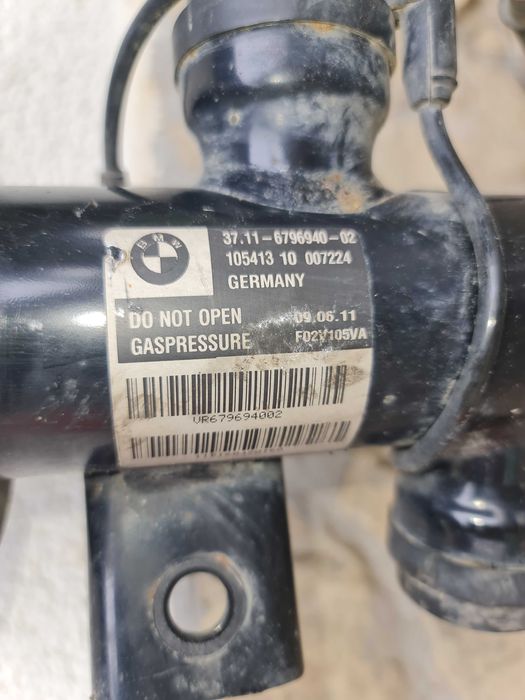 BMW
37.11-6796940-02
105413 10 007224
GERMANY
DO NOT OPEN 09.06.11
GASPRESSURE F02V105VA
VR679694002